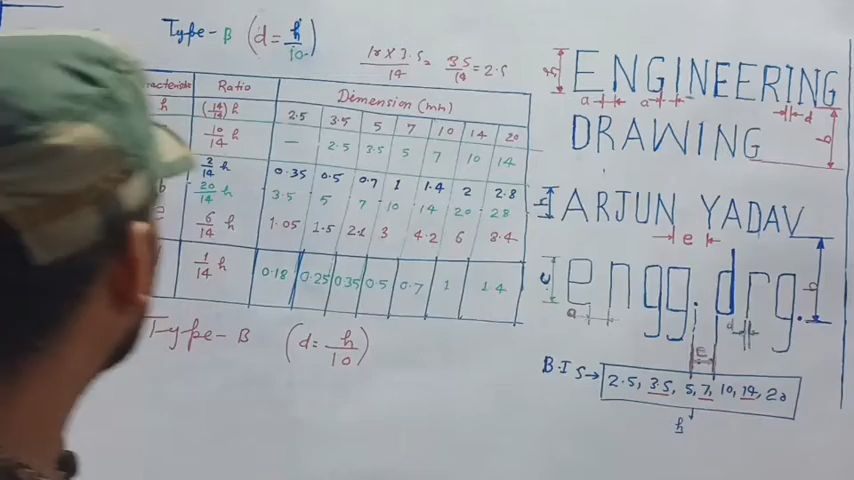 Type-B (d = h/10)
10 x 3.5/14 = 35/14 = 2.5
Ratio Dimension (mm)
h (14/14)h 2.5 3.5 5 7 10 14 20
10/14 h — 2.5 3.5 5 7 10 14
2/14 h 0.35 0.5 0.7 1 1.4 2 2.8
b 20/14 h 3.5 5 7 10 14 20 28
e 6/14 h 1.05 1.5 2.1 3 4.2 6 8.4
1/14 h 0.18 0.25 0.35 0.5 0.7 1 1.4
Type-B (d = h/10)
ENGINEERING
a a d
DRAWING
b
h ARJUN YADAV
e
c engg. drg.
a d b
e
B.I.S → 2.5, 3.5, 5, 7, 10, 14, 20
h